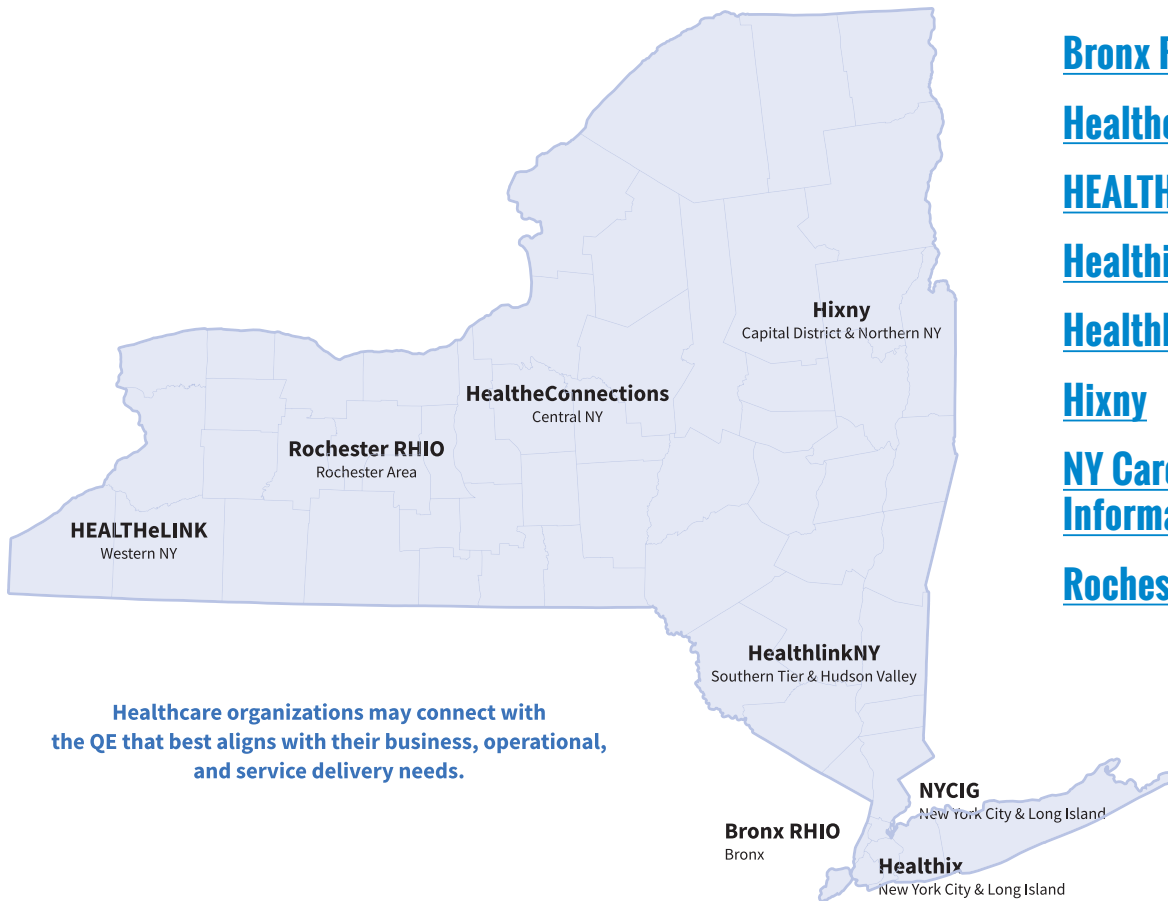 Hixny
Capital District & Northern NY
HealtheConnections
Central NY
Rochester RHIO
Rochester Area
HEALTHeLINK
Western NY
HealthlinkNY
Southern Tier & Hudson Valley
Healthcare organizations may connect with
the QE that best aligns with their business, operational,
and service delivery needs.
NYCIG
New York City & Long Island
Bronx RHIO
Bronx
Healthix
New York City & Long Island
Bronx
Hixny
NY